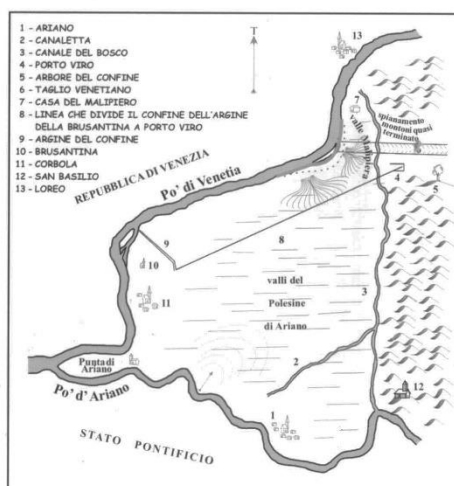 1 - ARIANO
2 - CANALETTA
3 - CANALE DEL BOSCO
4 - PORTO VIRO
5 - ARBORE DEL CONFINE
6 - TAGLIO VENETIANO
7 - CASA DEL MALIPIERO
8 - LINEA CHE DIVIDE IL CONFINE DELL'ARGINE
DELLA BRUSANTINA A PORTO VIRO
9 - ARGINE DEL CONFINE
10 - BRUSANTINA
11 - CORBOLA
12 - SAN BASILIO
13 - LOREO
T
13
7
valle Malipiera
spianamento
montoni quasi
terminato
REPUBBLICA DI VENEZIA
Po' di Venetia
4
5
9
8
10
valli del
Polesine
di Ariano
3
11
2
Punta di
Ariano
Po' d'Ariano
12
1
STATO PONTIFICIO